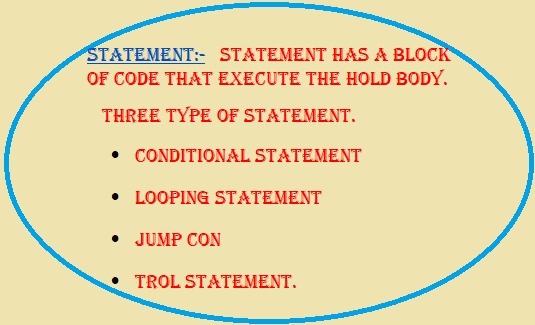 STATEMENT:- STATEMENT HAS A BLOCK
OF CODE THAT EXECUTE THE HOLD BODY.
THREE TYPE OF STATEMENT.
• CONDITIONAL STATEMENT
• LOOPING STATEMENT
• JUMP CON
• TROL STATEMENT.